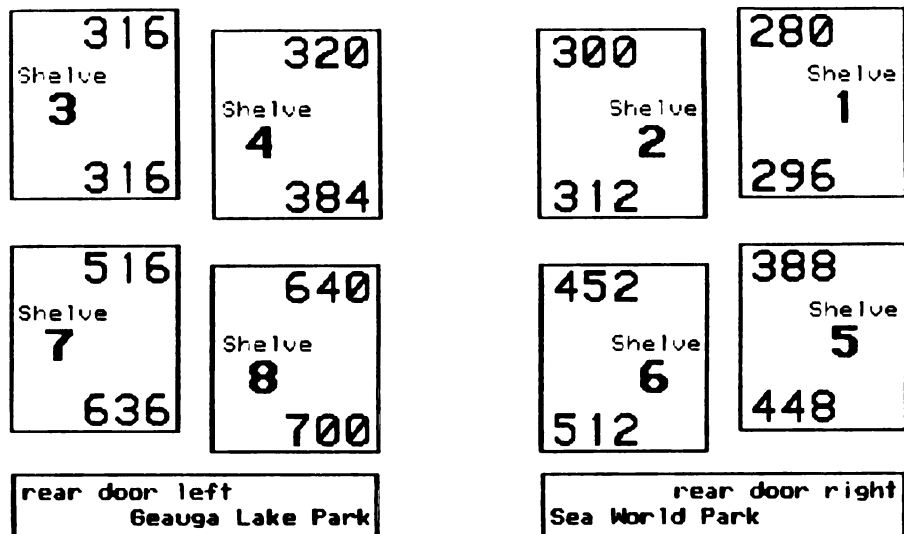 316
Shelve
3
316
320
Shelve
4
384
300
Shelve
2
312
280
Shelve
1
296
516
Shelve
7
636
640
Shelve
8
700
452
Shelve
6
512
388
Shelve
5
448
rear door left
Geauga Lake Park
rear door right
Sea World Park